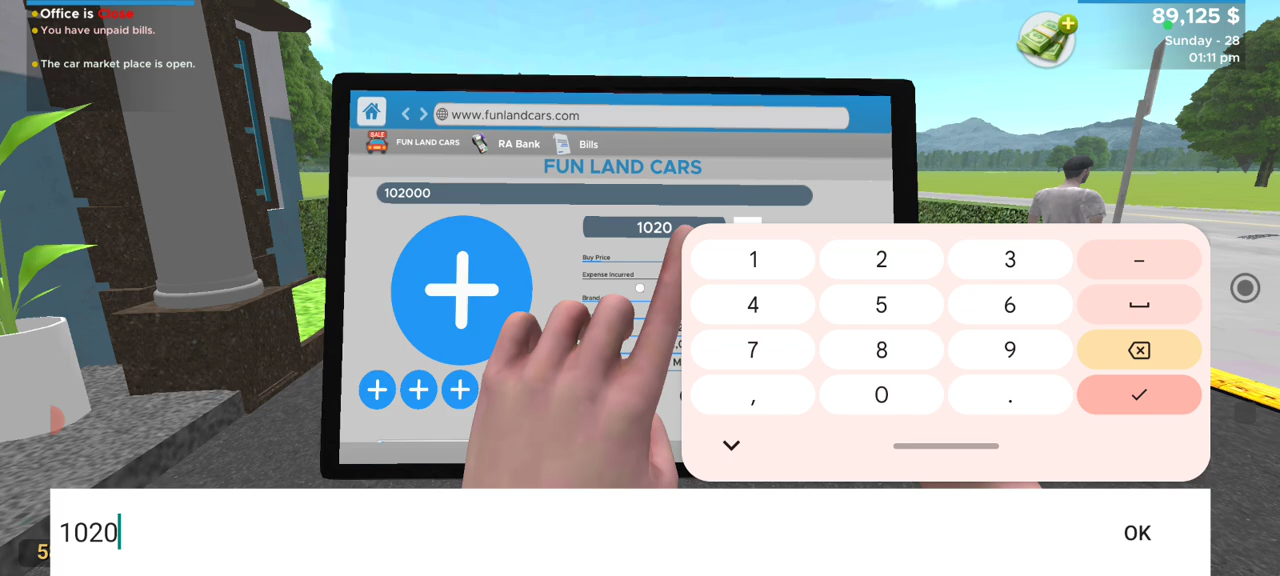 Office is Close
You have unpaid bills.
The car market place is open.
89,125 $
Sunday - 28
01:11 pm
www.funlandcars.com
SALE
FUN LAND CARS
RA Bank
Bills
FUN LAND CARS
102000
1020
Buy Price
Expense Incurred
Brand
1 2 3 –
4 5 6
7 8 9
, 0 .
1020
OK